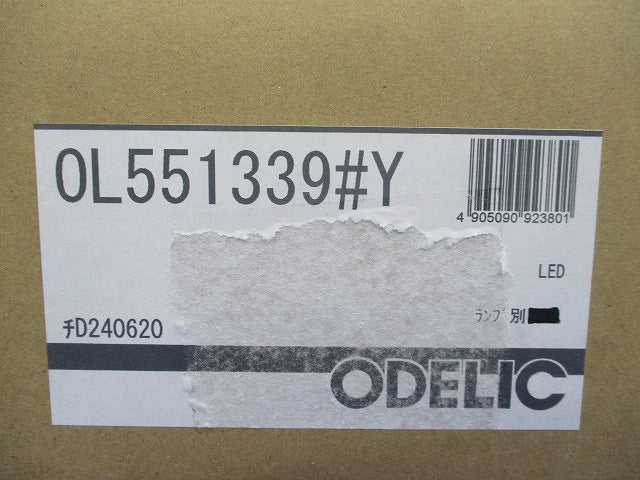 OL551339#Y
4 905090 923801
LED
ﾗﾝﾌﾟ別
ﾁD240620
ODELIC